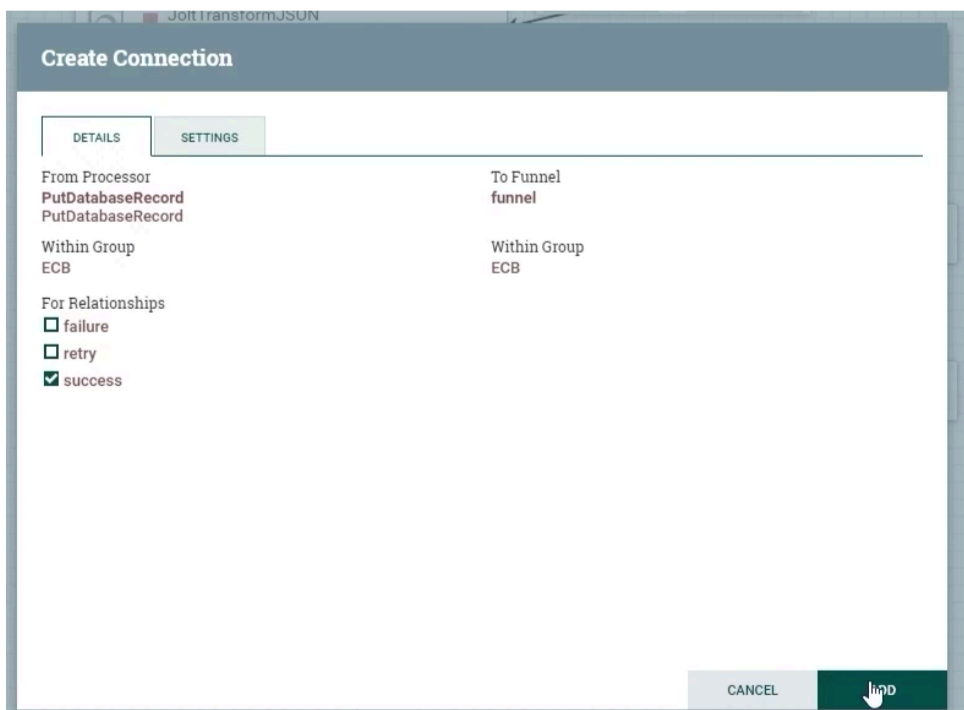 JoltTransformJSON
Create Connection
DETAILS SETTINGS
From Processor
PutDatabaseRecord
PutDatabaseRecord
To Funnel
funnel
Within Group
ECB
Within Group
ECB
For Relationships
failure
retry
success
CANCEL ADD